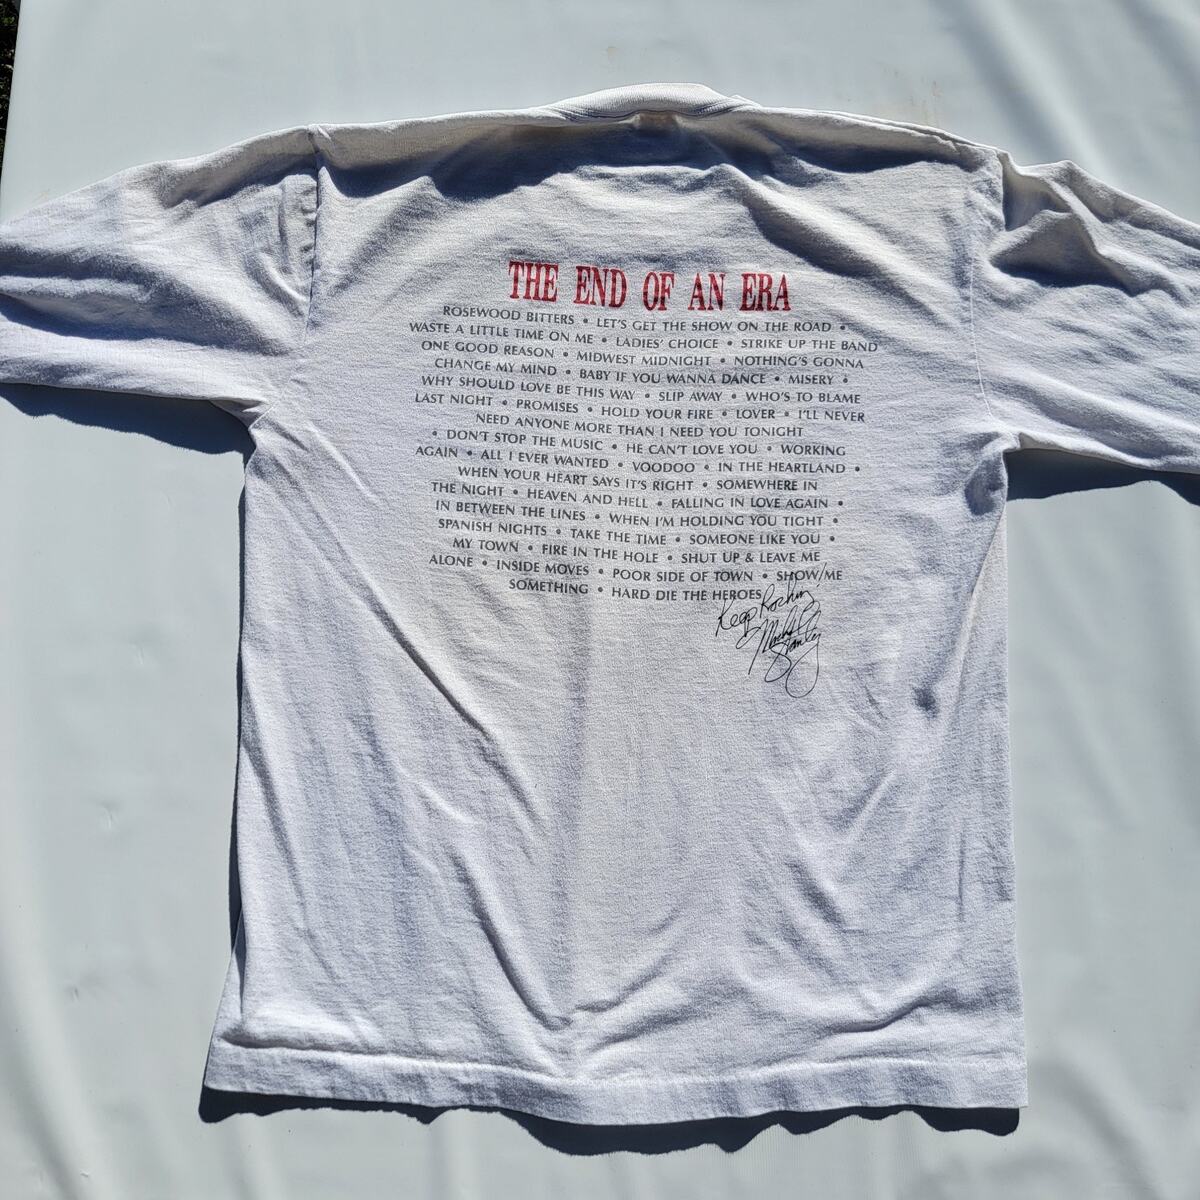 THE END OF AN ERA
ROSEWOOD BITTERS • LET'S GET THE SHOW ON THE ROAD •
WASTE A LITTLE TIME ON ME • LADIES' CHOICE • STRIKE UP THE BAND
ONE GOOD REASON • MIDWEST MIDNIGHT • NOTHING'S GONNA
CHANGE MY MIND • BABY IF YOU WANNA DANCE • MISERY •
WHY SHOULD LOVE BE THIS WAY • SLIP AWAY • WHO'S TO BLAME
LAST NIGHT • PROMISES • HOLD YOUR FIRE • LOVER • I'LL NEVER
NEED ANYONE MORE THAN I NEED YOU TONIGHT
• DON'T STOP THE MUSIC • HE CAN'T LOVE YOU • WORKING
AGAIN • ALL I EVER WANTED • VOODOO • IN THE HEARTLAND •
WHEN YOUR HEART SAYS IT'S RIGHT • SOMEWHERE IN
THE NIGHT • HEAVEN AND HELL • FALLING IN LOVE AGAIN •
IN BETWEEN THE LINES • WHEN I'M HOLDING YOU TIGHT •
SPANISH NIGHTS • TAKE THE TIME • SOMEONE LIKE YOU •
MY TOWN • FIRE IN THE HOLE • SHUT UP & LEAVE ME
ALONE • INSIDE MOVES • POOR SIDE OF TOWN • SHOW ME
SOMETHING • HARD DIE THE HEROES
Keep Rockin'
Stanley